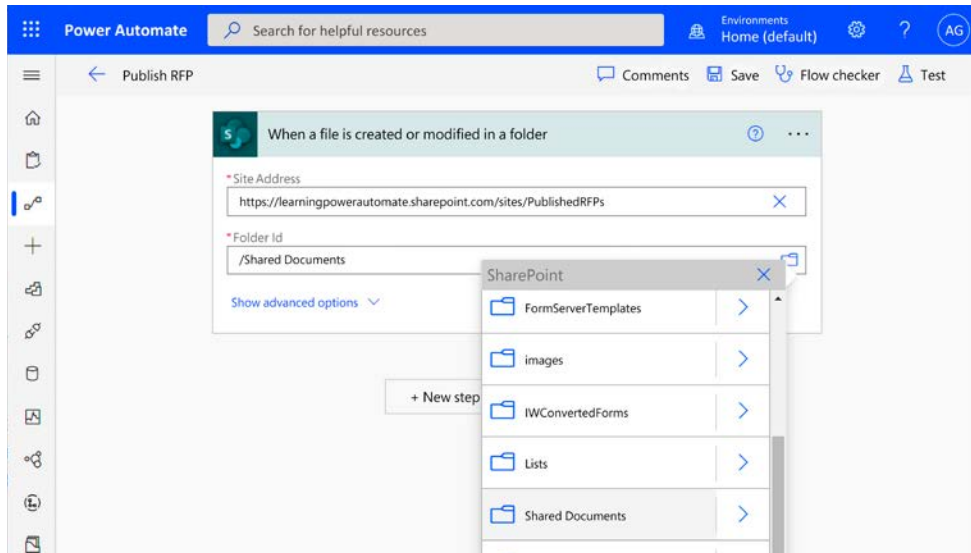 Power Automate
Search for helpful resources
Environments
Home (default)
?
AG
Publish RFP
Comments
Save
Flow checker
Test
S
When a file is created or modified in a folder
?
...
*Site Address
https://learningpowerautomate.sharepoint.com/sites/PublishedRFPs
*Folder Id
/Shared Documents
Show advanced options
SharePoint
FormServerTemplates
images
+ New step
IWConvertedForms
Lists
Shared Documents